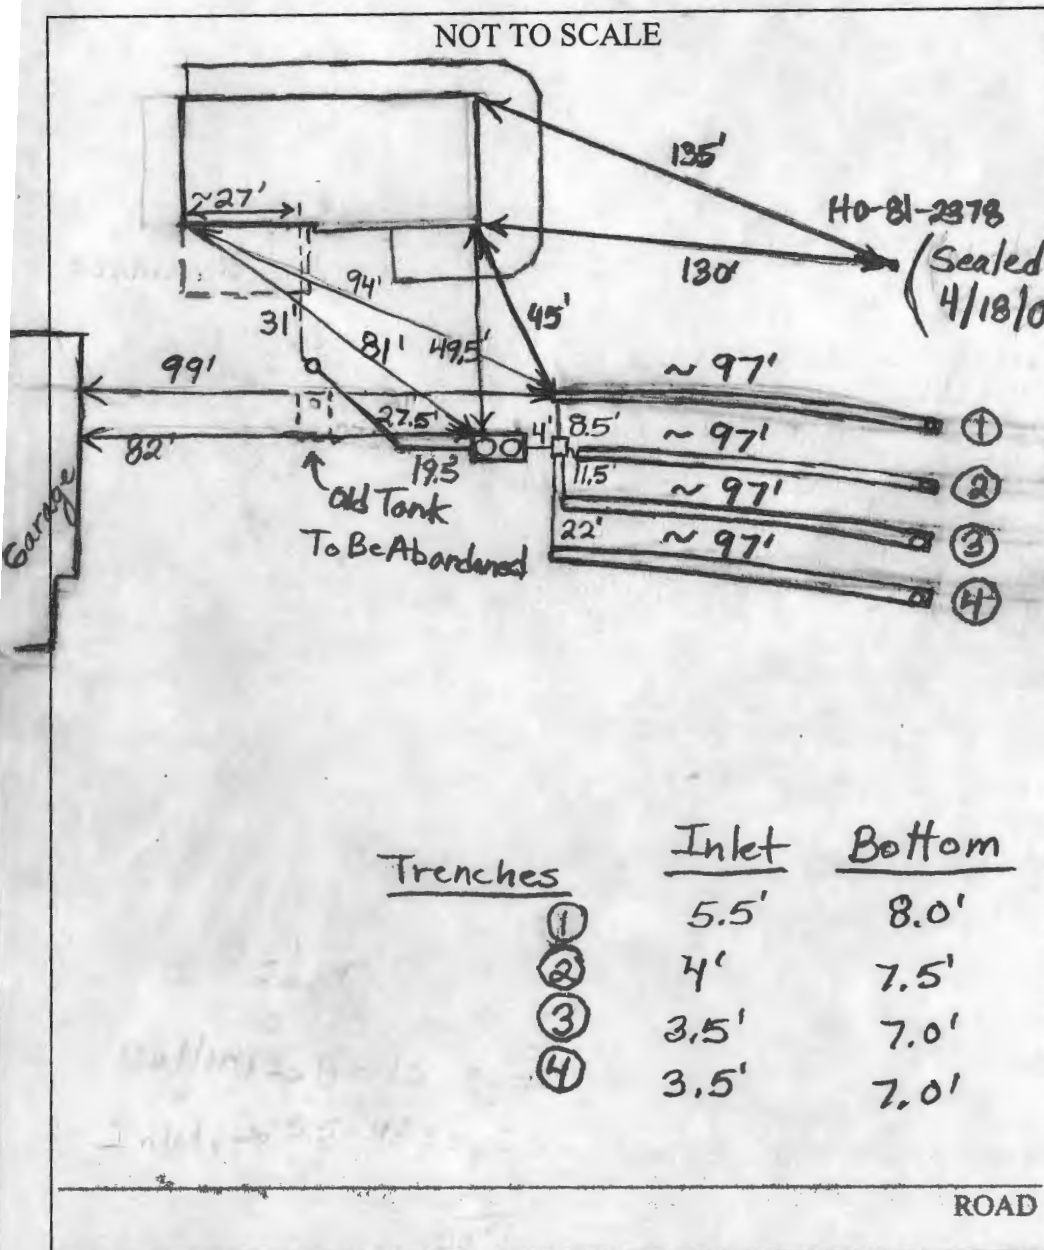 NOT TO SCALE
135'
~27'
HO-81-2378
(Sealed
4/18/0
130'
94'
31'
45'
81'
49.5'
99'
~ 97'
27.5'
4'
8.5'
①
82'
19.5'
~ 97'
②
11.5'
~ 97'
③
22'
~ 97'
④
Old Tank
To Be Abandoned
Garage
Trenches Inlet Bottom
① 5.5' 8.0'
② 4' 7.5'
③ 3.5' 7.0'
④ 3.5' 7.0'
ROAD